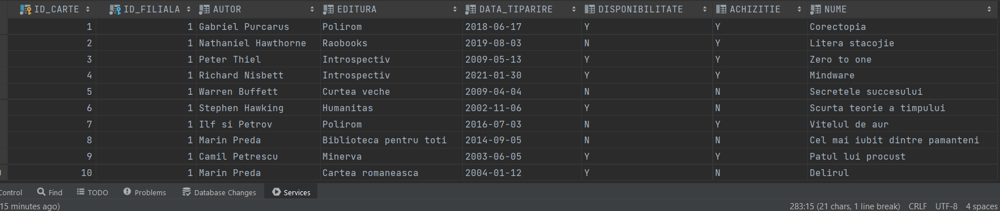 ID_CARTE ID_FILIALA AUTOR EDITURA DATA_TIPARIRE DISPONIBILITATE ACHIZITIE NUME
1 1 Gabriel Purcarus Polirom 2018-06-17 Y Y Corectopia
2 1 Nathaniel Hawthorne Raobooks 2019-08-03 N Y Litera stacojie
3 1 Peter Thiel Introspectiv 2009-05-13 Y Y Zero to one
4 1 Richard Nisbett Introspectiv 2021-01-30 Y Y Mindware
5 1 Warren Buffett Curtea veche 2009-04-04 N N Secretele succesului
6 1 Stephen Hawking Humanitas 2002-11-06 Y N Scurta teorie a timpului
7 1 Ilf si Petrov Polirom 2016-07-03 N Y Vitelul de aur
8 1 Marin Preda Biblioteca pentru toti 2014-09-05 N N Cel mai iubit dintre pamanteni
9 1 Camil Petrescu Minerva 2003-06-05 Y Y Patul lui procust
10 1 Marin Preda Cartea romaneasca 2004-01-12 Y N Delirul
Control Find TODO Problems Database Changes Services
15 minutes ago) 283:15 (21 chars, 1 line break) CRLF UTF-8 4 spaces